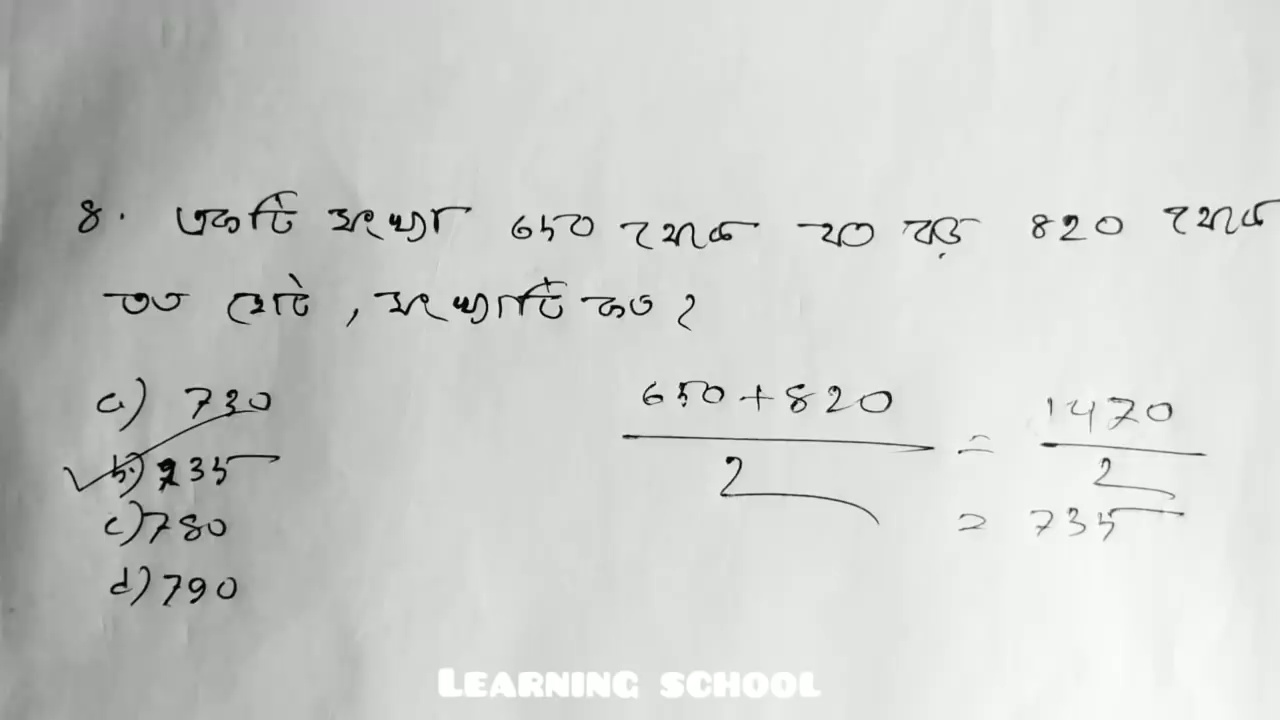 8. একটি সংখ্যা 650 থেকে যত বড় 820 থেকে
তত ছোট, সংখ্যাটি কত?
a) 730
b) 735
c) 780
d) 790
650+820 / 2 = 1470 / 2
= 735
LEARNING SCHOOL